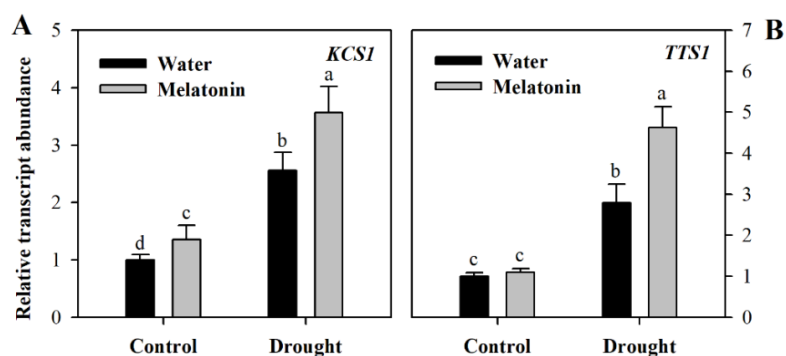 A
B
Relative transcript abundance
5
4
3
2
1
0
Water
Melatonin
KCS1
d
c
b
a
Control
Drought
Water
Melatonin
TTS1
c
c
b
a
7
6
5
4
3
2
1
0
Control
Drought